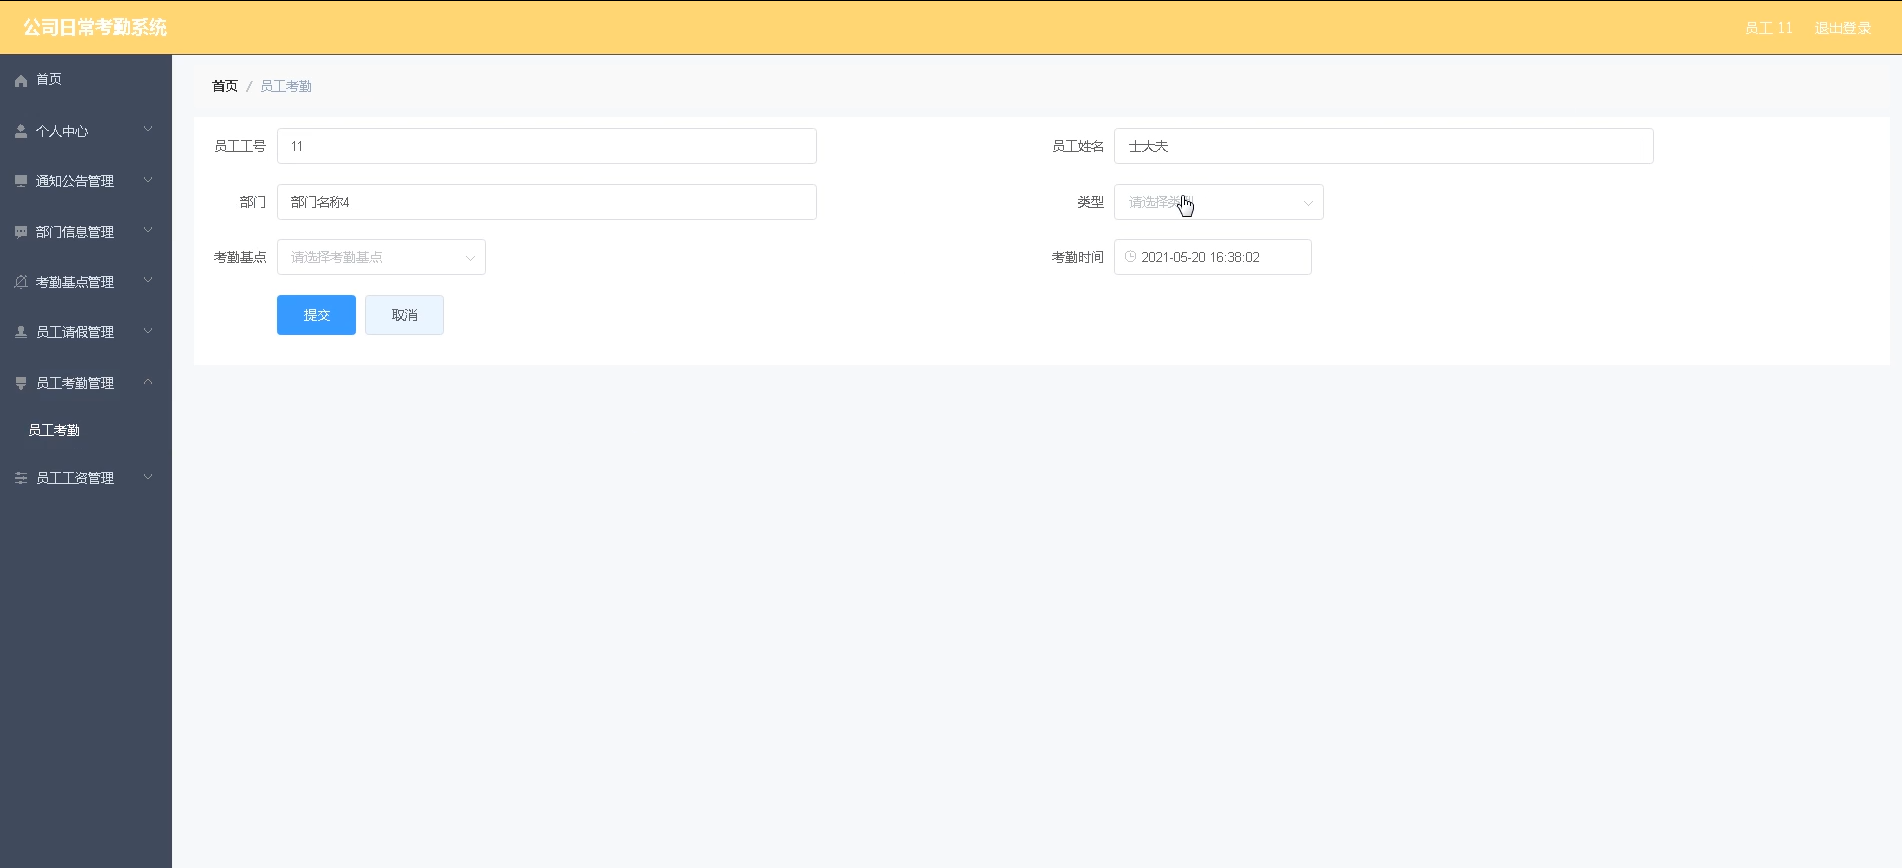 公司日常考勤系统
员工 11 退出登录
首页
个人中心
通知公告管理
部门信息管理
考勤基点管理
员工请假管理
员工考勤管理
员工考勤
员工工资管理
首页 / 员工考勤
员工工号 11
员工姓名 士大夫
部门 部门名称4
类型 请选择类
考勤基点 请选择考勤基点
考勤时间 2021-05-20 16:38:02
提交 取消